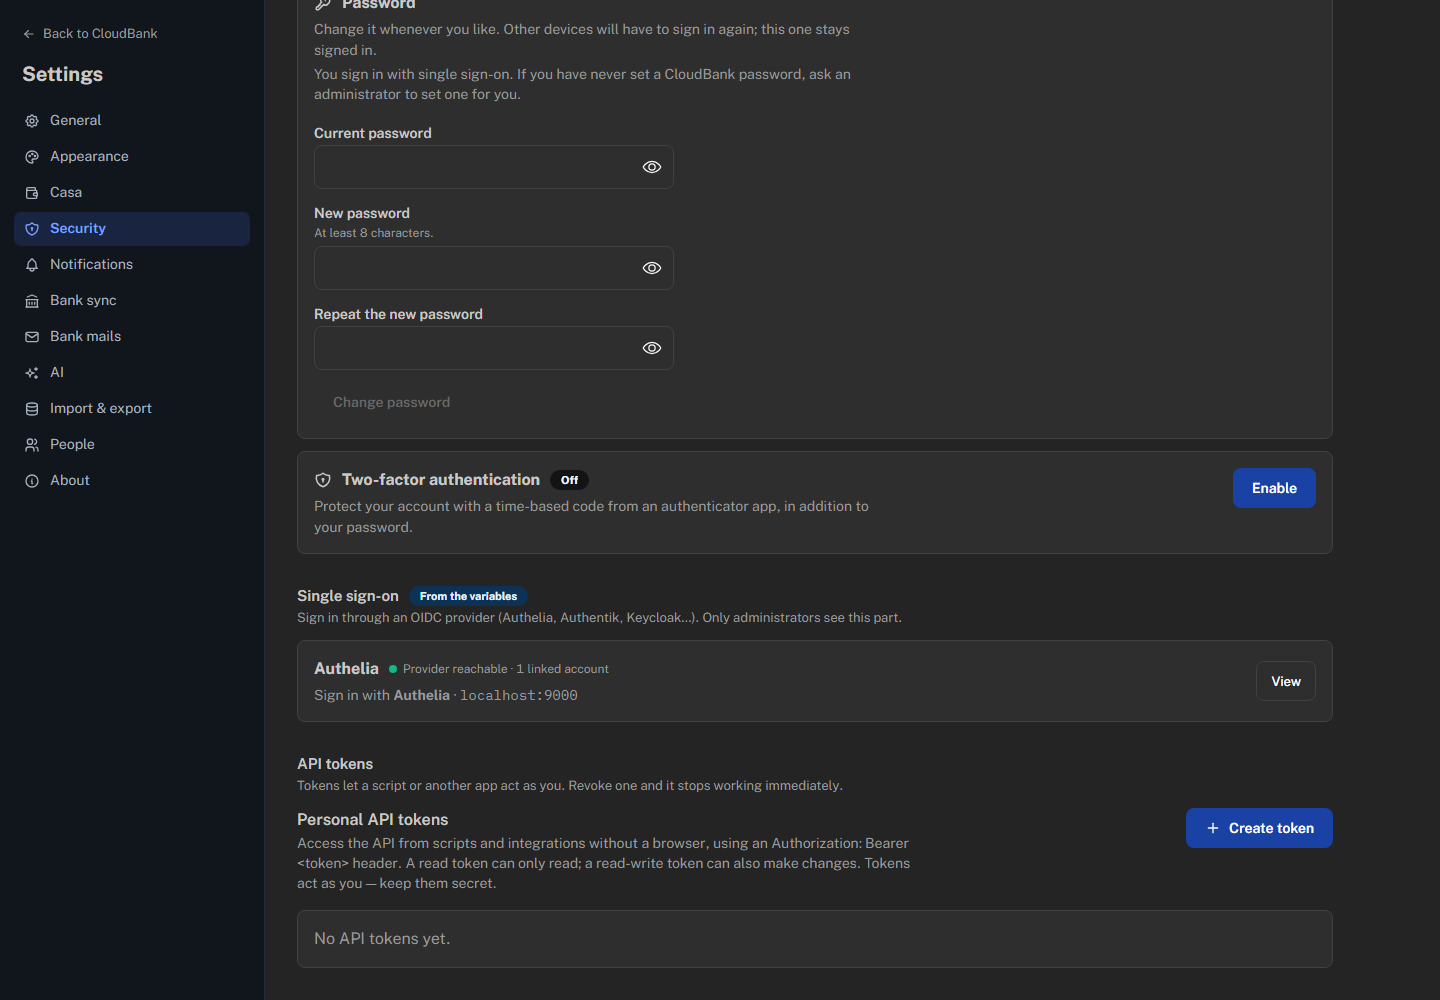 Back to CloudBank
Settings
General
Appearance
Casa
Security
Notifications
Bank sync
Bank mails
AI
Import & export
People
About
Password
Change it whenever you like. Other devices will have to sign in again; this one stays
signed in.
You sign in with single sign-on. If you have never set a CloudBank password, ask an
administrator to set one for you.
Current password
New password
At least 8 characters.
Repeat the new password
Change password
Two-factor authentication Off
Protect your account with a time-based code from an authenticator app, in addition to
your password.
Enable
Single sign-on From the variables
Sign in through an OIDC provider (Authelia, Authentik, Keycloak...). Only administrators see this part.
Authelia Provider reachable · 1 linked account
Sign in with Authelia · localhost:9000
View
API tokens
Tokens let a script or another app act as you. Revoke one and it stops working immediately.
Personal API tokens
Access the API from scripts and integrations without a browser, using an Authorization: Bearer
<token> header. A read token can only read; a read-write token can also make changes. Tokens
act as you — keep them secret.
Create token
No API tokens yet.